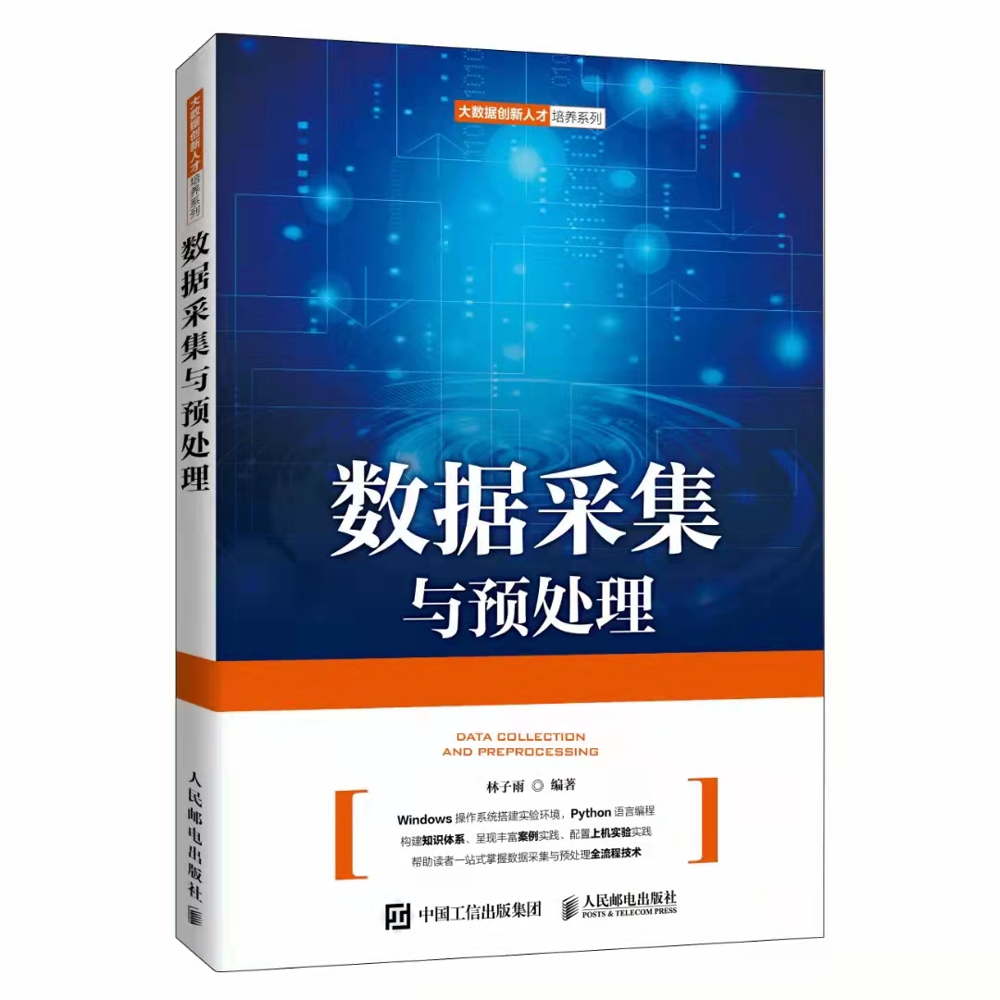 大数据创新人才培养系列
数据采集与预处理
人民邮电出版社
大数据创新人才 培养系列
数据采集
与预处理
DATA COLLECTION
AND PREPROCESSING
林子雨 ◎ 编著
Windows 操作系统搭建实验环境，Python 语言编程
构建知识体系、呈现丰富案例实践、配置上机实验实践
帮助读者一站式掌握数据采集与预处理全流程技术
中国工信出版集团
人民邮电出版社
POSTS & TELECOM PRESS